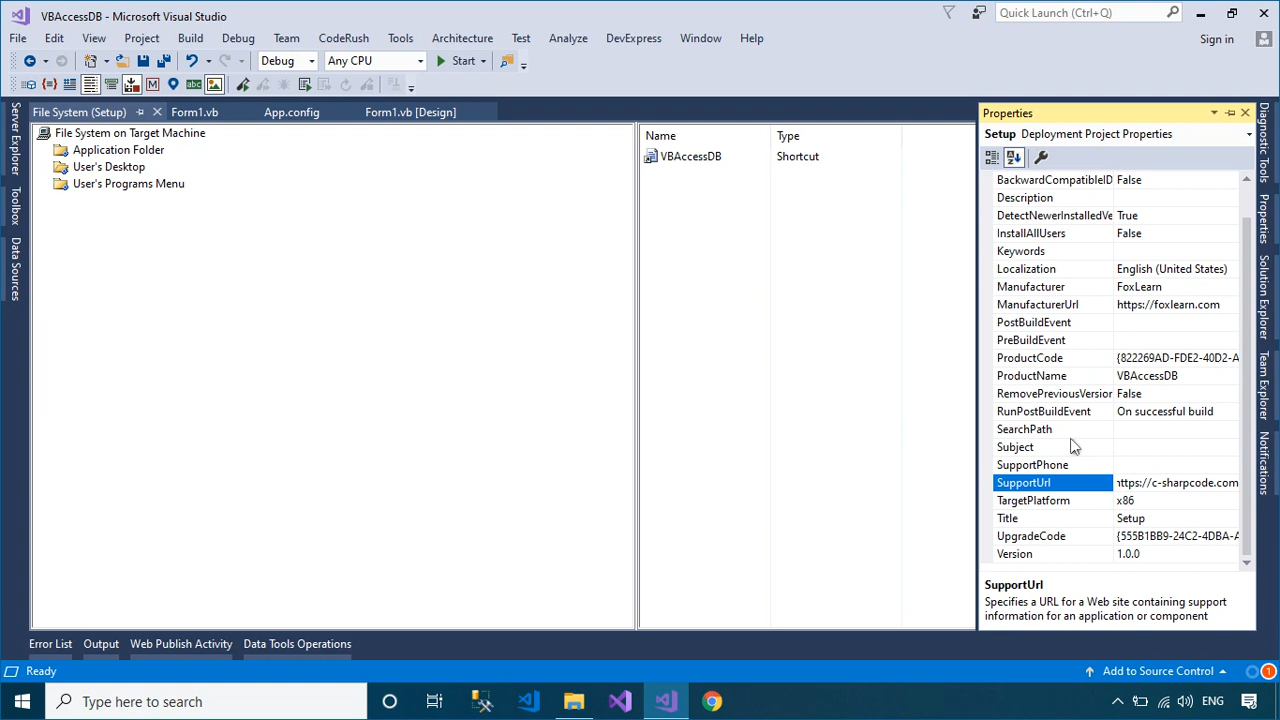 VBAccessDB - Microsoft Visual Studio
Quick Launch (Ctrl+Q)
File Edit View Project Build Debug Team CodeRush Tools Architecture Test Analyze DevExpress Window Help
Sign in
Debug Any CPU Start
File System (Setup) Form1.vb App.config Form1.vb [Design]
File System on Target Machine
Application Folder
User's Desktop
User's Programs Menu
Name Type
VBAccessDB Shortcut
Properties
Setup Deployment Project Properties
BackwardCompatibleID False
Description
DetectNewerInstalledVe True
InstallAllUsers False
Keywords
Localization English (United States)
Manufacturer FoxLearn
ManufacturerUrl https://foxlearn.com
PostBuildEvent
PreBuildEvent
ProductCode {822269AD-FDE2-40D2-A
ProductName VBAccessDB
RemovePreviousVersion False
RunPostBuildEvent On successful build
SearchPath
Subject
SupportPhone
SupportUrl https://c-sharpcode.com
TargetPlatform x86
Title Setup
UpgradeCode {555B1BB9-24C2-4DBA-A
Version 1.0.0
SupportUrl
Specifies a URL for a Web site containing support
information for an application or component
Server Explorer
Toolbox
Data Sources
Diagnostic Tools
Properties
Solution Explorer
Team Explorer
Notifications
Error List Output Web Publish Activity Data Tools Operations
Ready
Add to Source Control
1
Type here to search
ENG